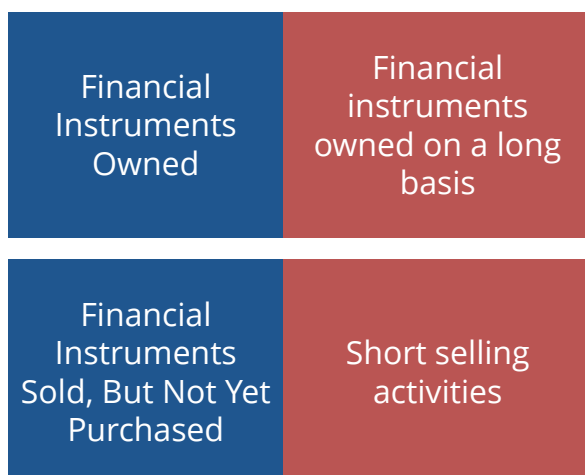 Financial
Instruments
Owned
Financial
instruments
owned on a long
basis
Financial
Instruments
Sold, But Not Yet
Purchased
Short selling
activities